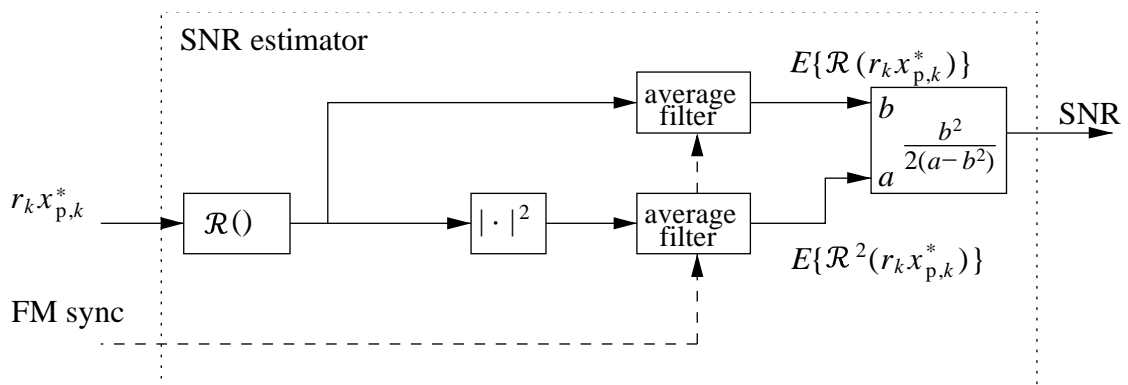 SNR estimator
E{ℛ(r_k x*_{p,k})}
average
filter
b
SNR
b²
2(a−b²)
a
r_k x*_{p,k}
ℛ()
|·|²
average
filter
E{ℛ²(r_k x*_{p,k})}
FM sync